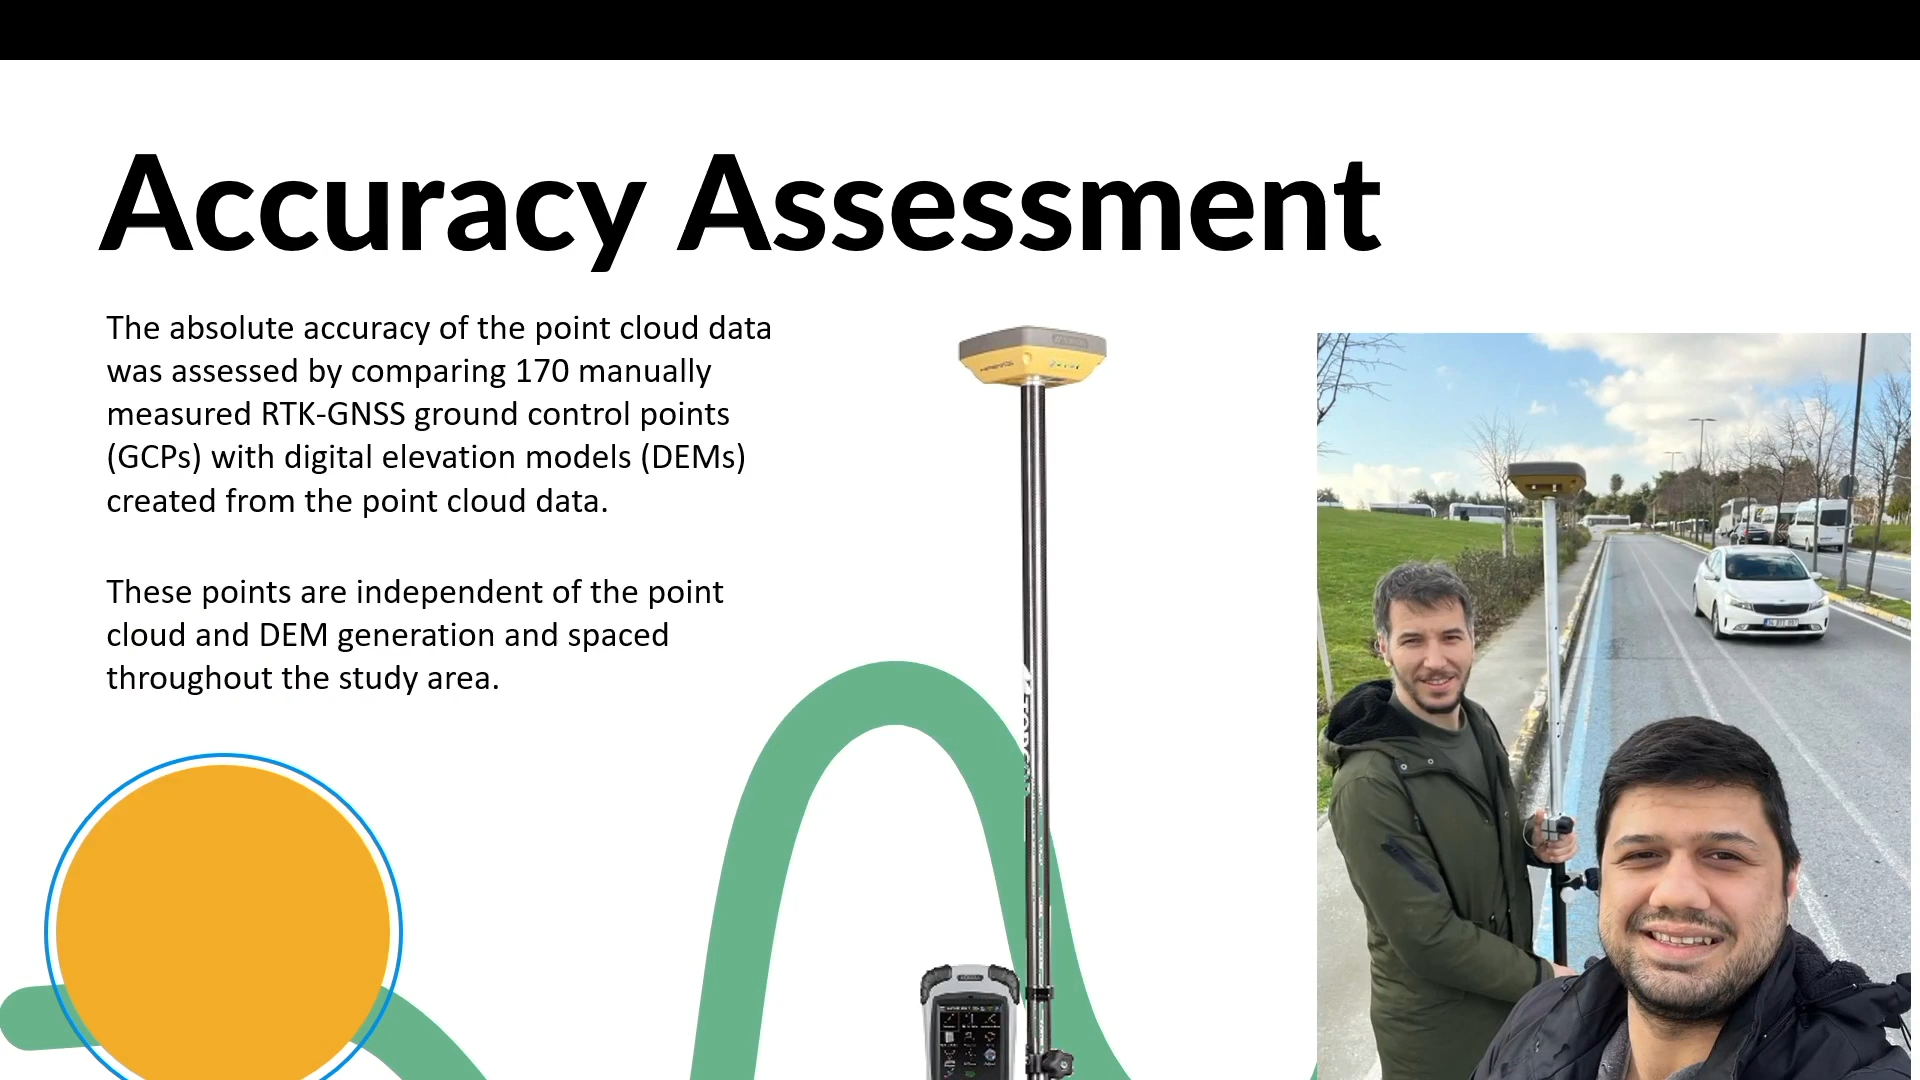 Accuracy Assessment
The absolute accuracy of the point cloud data
was assessed by comparing 170 manually
measured RTK-GNSS ground control points
(GCPs) with digital elevation models (DEMs)
created from the point cloud data.
These points are independent of the point
cloud and DEM generation and spaced
throughout the study area.
TOPCON